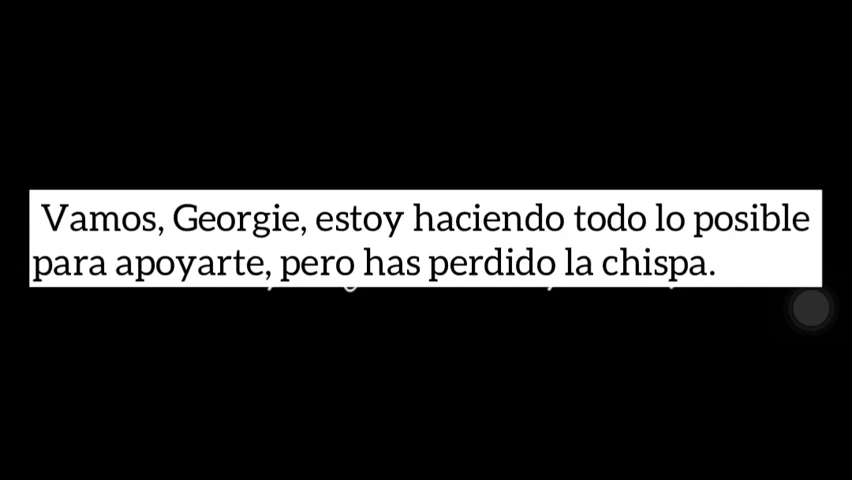 Vamos, Georgie, estoy haciendo todo lo posible
para apoyarte, pero has perdido la chispa.